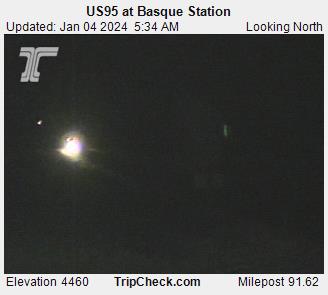 US95 at Basque Station
Updated: Jan 04 2024 5:34 AM Looking North
Elevation 4460 TripCheck.com Milepost 91.62